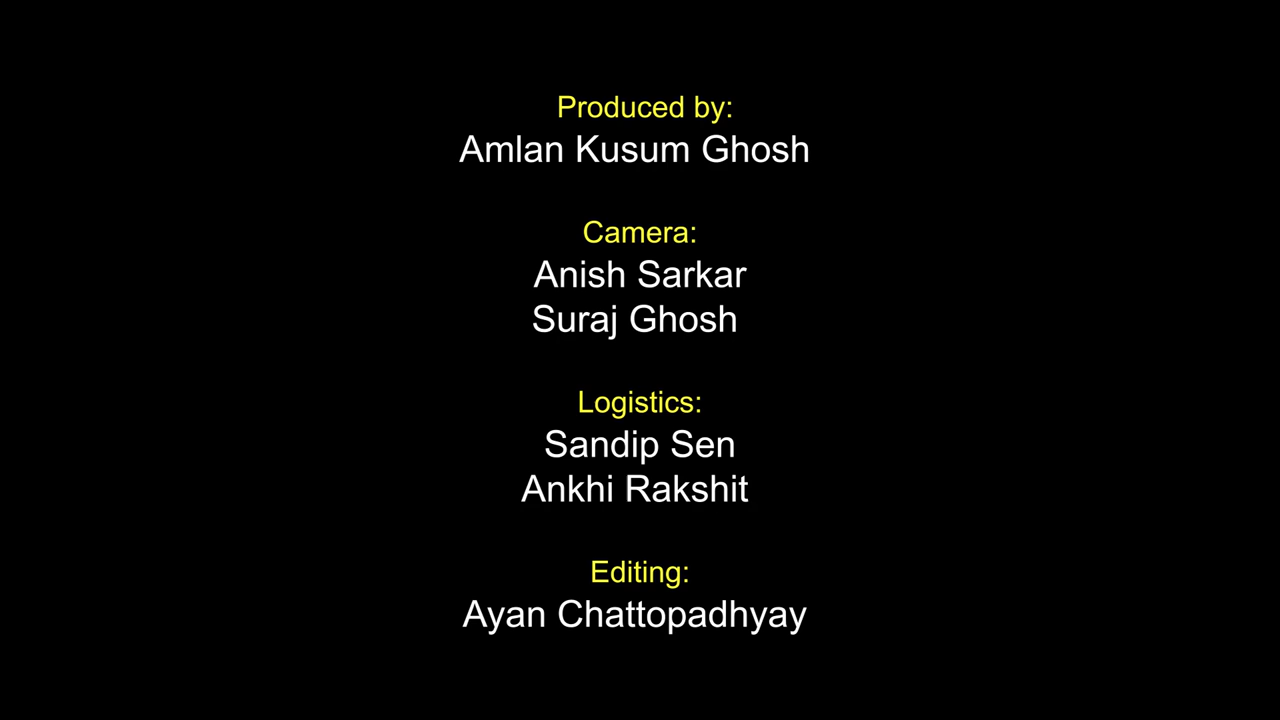 Produced by:
Amlan Kusum Ghosh
Camera:
Anish Sarkar
Suraj Ghosh
Logistics:
Sandip Sen
Ankhi Rakshit
Editing:
Ayan Chattopadhyay